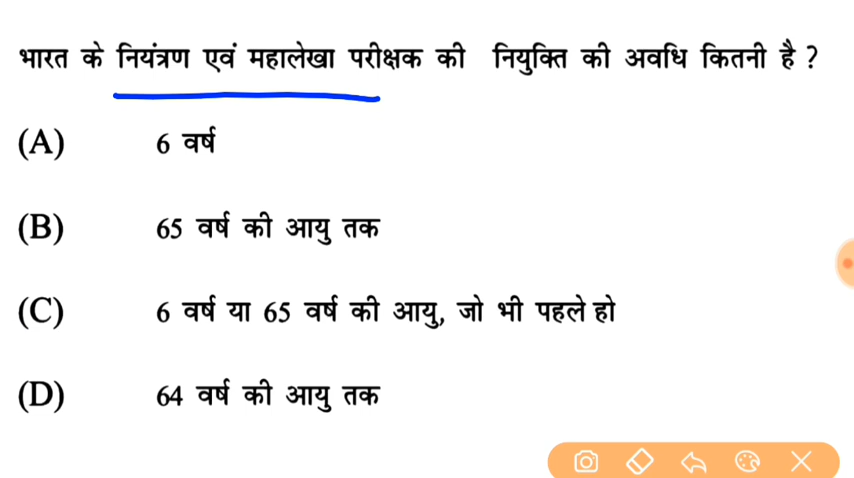 भारत के नियंत्रण एवं महालेखा परीक्षक की नियुक्ति की अवधि कितनी है ?
(A) 6 वर्ष
(B) 65 वर्ष की आयु तक
(C) 6 वर्ष या 65 वर्ष की आयु, जो भी पहले हो
(D) 64 वर्ष की आयु तक